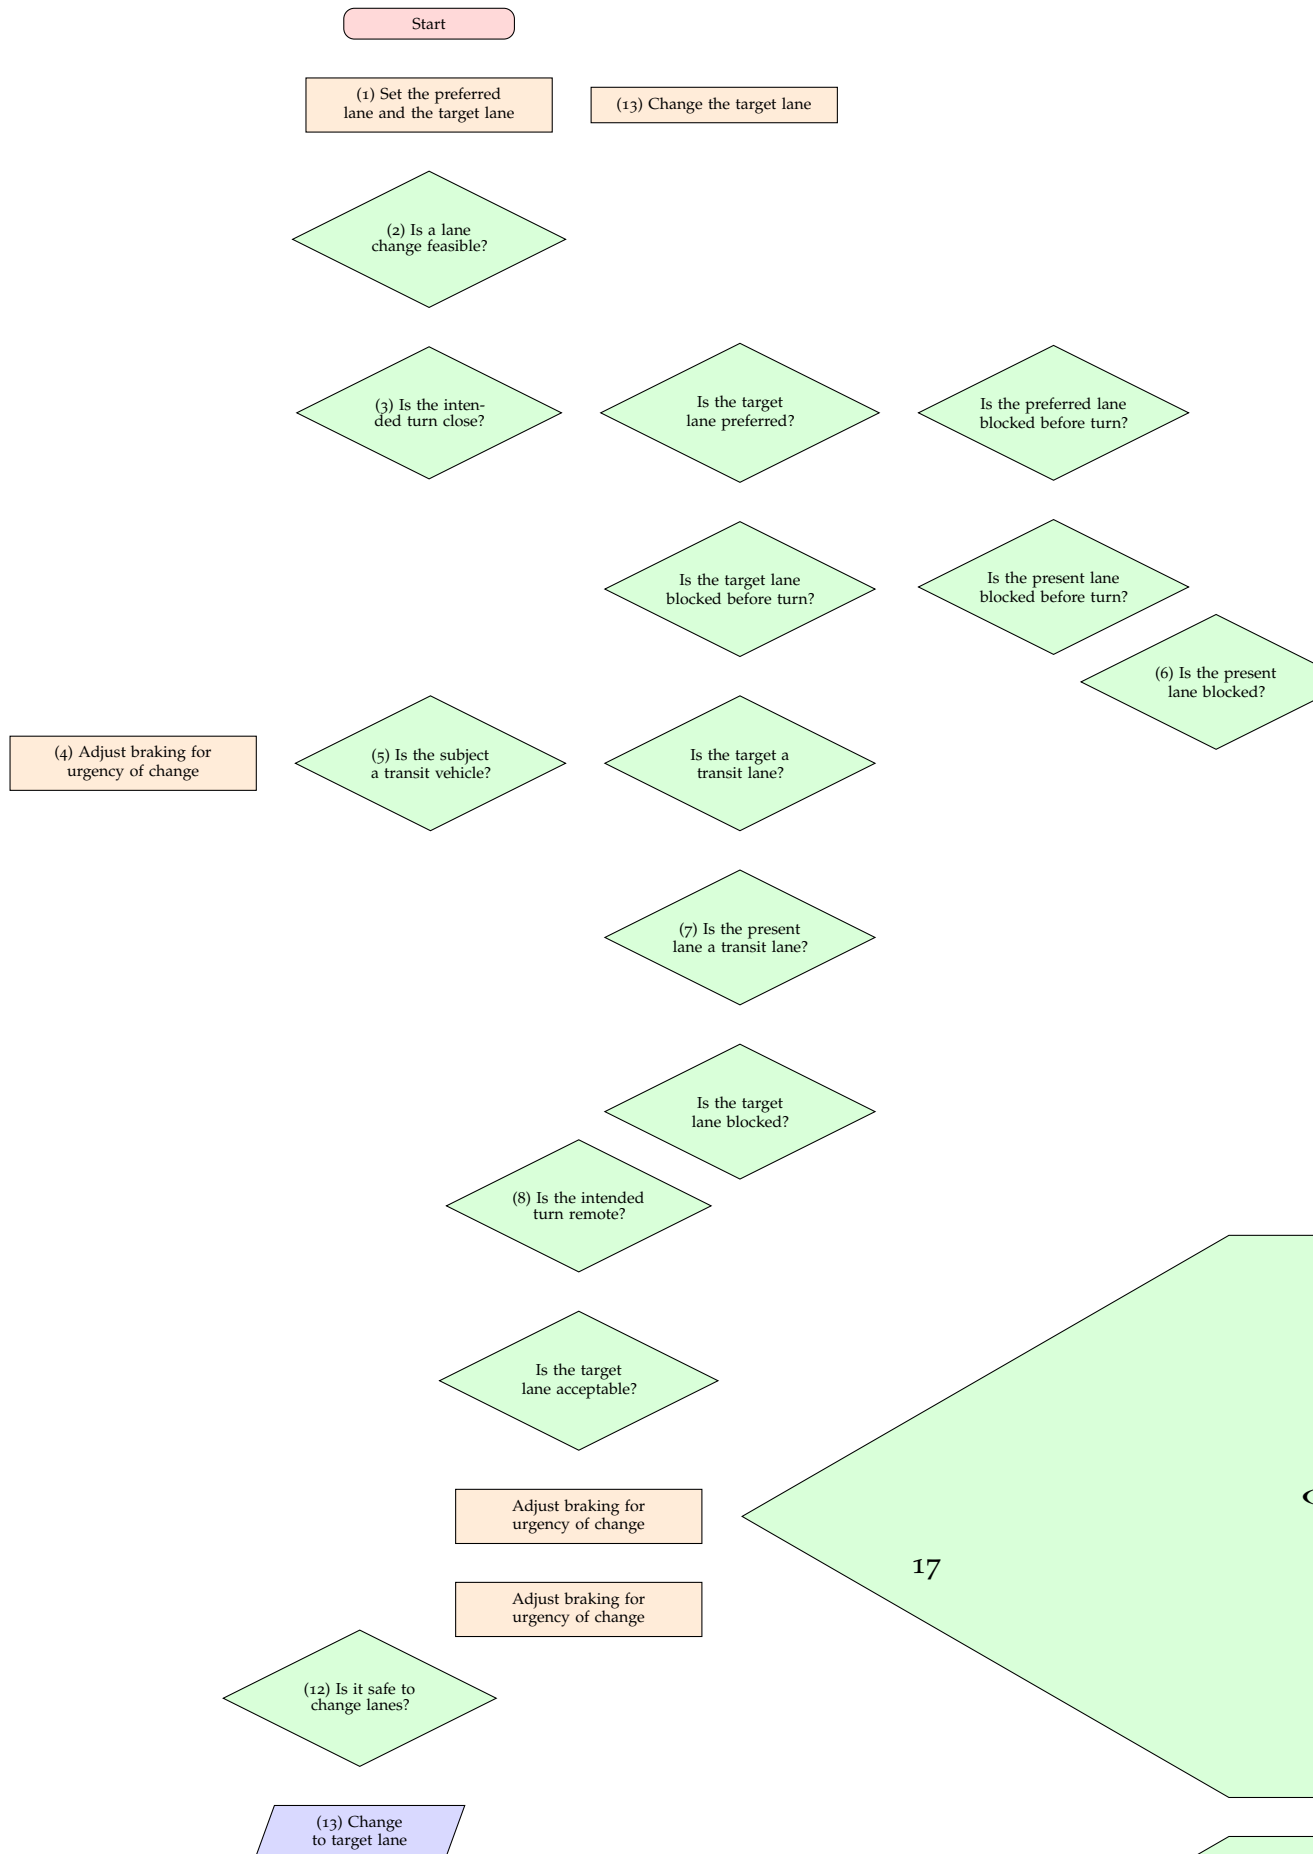 Start
(1) Set the preferred
lane and the target lane
(13) Change the target lane
(2) Is a lane
change feasible?
(3) Is the inten-
ded turn close?
Is the target
lane preferred?
Is the preferred lane
blocked before turn?
Is the target lane
blocked before turn?
Is the present lane
blocked before turn?
(6) Is the present
lane blocked?
(4) Adjust braking for
urgency of change
(5) Is the subject
a transit vehicle?
Is the target a
transit lane?
(7) Is the present
lane a transit lane?
Is the target
lane blocked?
(8) Is the intended
turn remote?
Is the target
lane acceptable?
Adjust braking for
urgency of change
17
Adjust braking for
urgency of change
(12) Is it safe to
change lanes?
(13) Change
to target lane